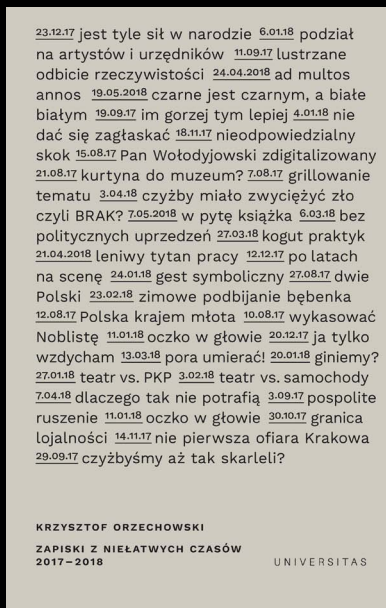 23.12.17 jest tyle sił w narodzie 6.01.18 podział
na artystów i urzędników 11.09.17 lustrzane
odbicie rzeczywistości 24.04.2018 ad multos
annos 19.05.2018 czarne jest czarnym, a białe
białym 19.09.17 im gorzej tym lepiej 4.01.18 nie
dać się zagłaskać 18.11.17 nieodpowiedzialny
skok 15.08.17 Pan Wołodyjowski zdigitalizowany
21.08.17 kurtyna do muzeum? 7.08.17 grillowanie
tematu 3.04.18 czyżby miało zwyciężyć zło
czyli BRAK? 7.05.2018 w pytę książka 6.03.18 bez
politycznych uprzedzeń 27.03.18 kogut praktyk
21.04.2018 leniwy tytan pracy 12.12.17 po latach
na scenę 24.01.18 gest symboliczny 27.08.17 dwie
Polski 23.02.18 zimowe podbijanie bębenka
12.08.17 Polska krajem młota 10.08.17 wykasować
Noblistę 11.01.18 oczko w głowie 20.12.17 ja tylko
wzdycham 13.03.18 pora umierać! 20.01.18 giniemy?
27.01.18 teatr vs. PKP 3.02.18 teatr vs. samochody
7.04.18 dlaczego tak nie potrafią 3.09.17 pospolite
ruszenie 11.01.18 oczko w głowie 30.10.17 granica
lojalności 14.11.17 nie pierwsza ofiara Krakowa
29.09.17 czyżbyśmy aż tak skarleli?
KRZYSZTOF ORZECHOWSKI
ZAPISKI Z NIEŁATWYCH CZASÓW
2017–2018
UNIVERSITAS